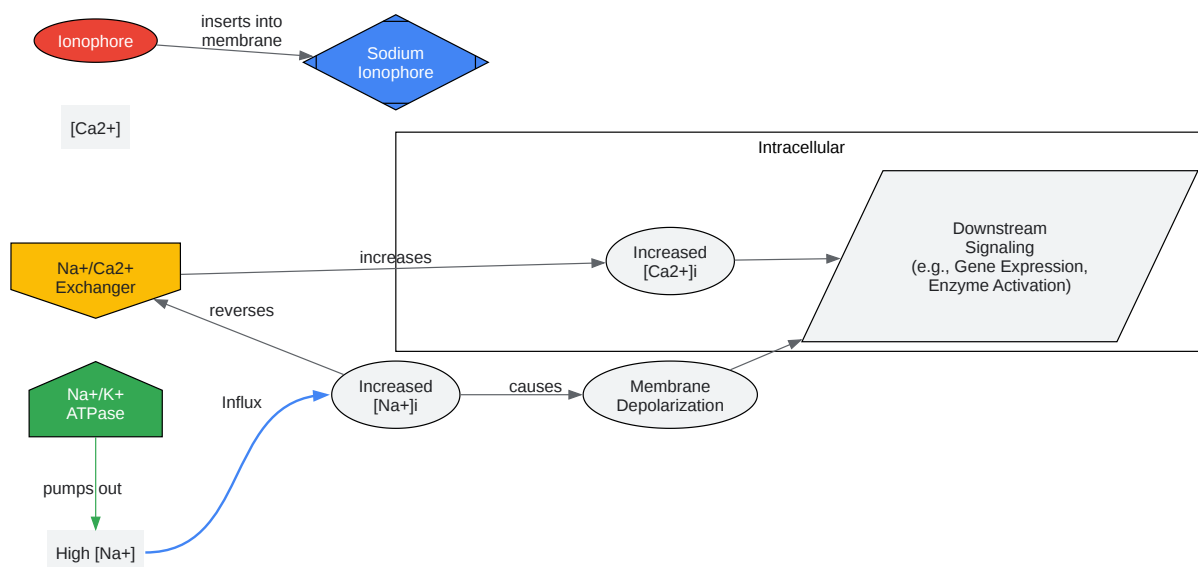 Ionophore
inserts into
membrane
Sodium
Ionophore
[Ca2+]
Intracellular
Na+/Ca2+
Exchanger
increases
Increased
[Ca2+]i
Downstream
Signaling
(e.g., Gene Expression,
Enzyme Activation)
reverses
Na+/K+
ATPase
Influx
Increased
[Na+]i
causes
Membrane
Depolarization
pumps out
High [Na+]